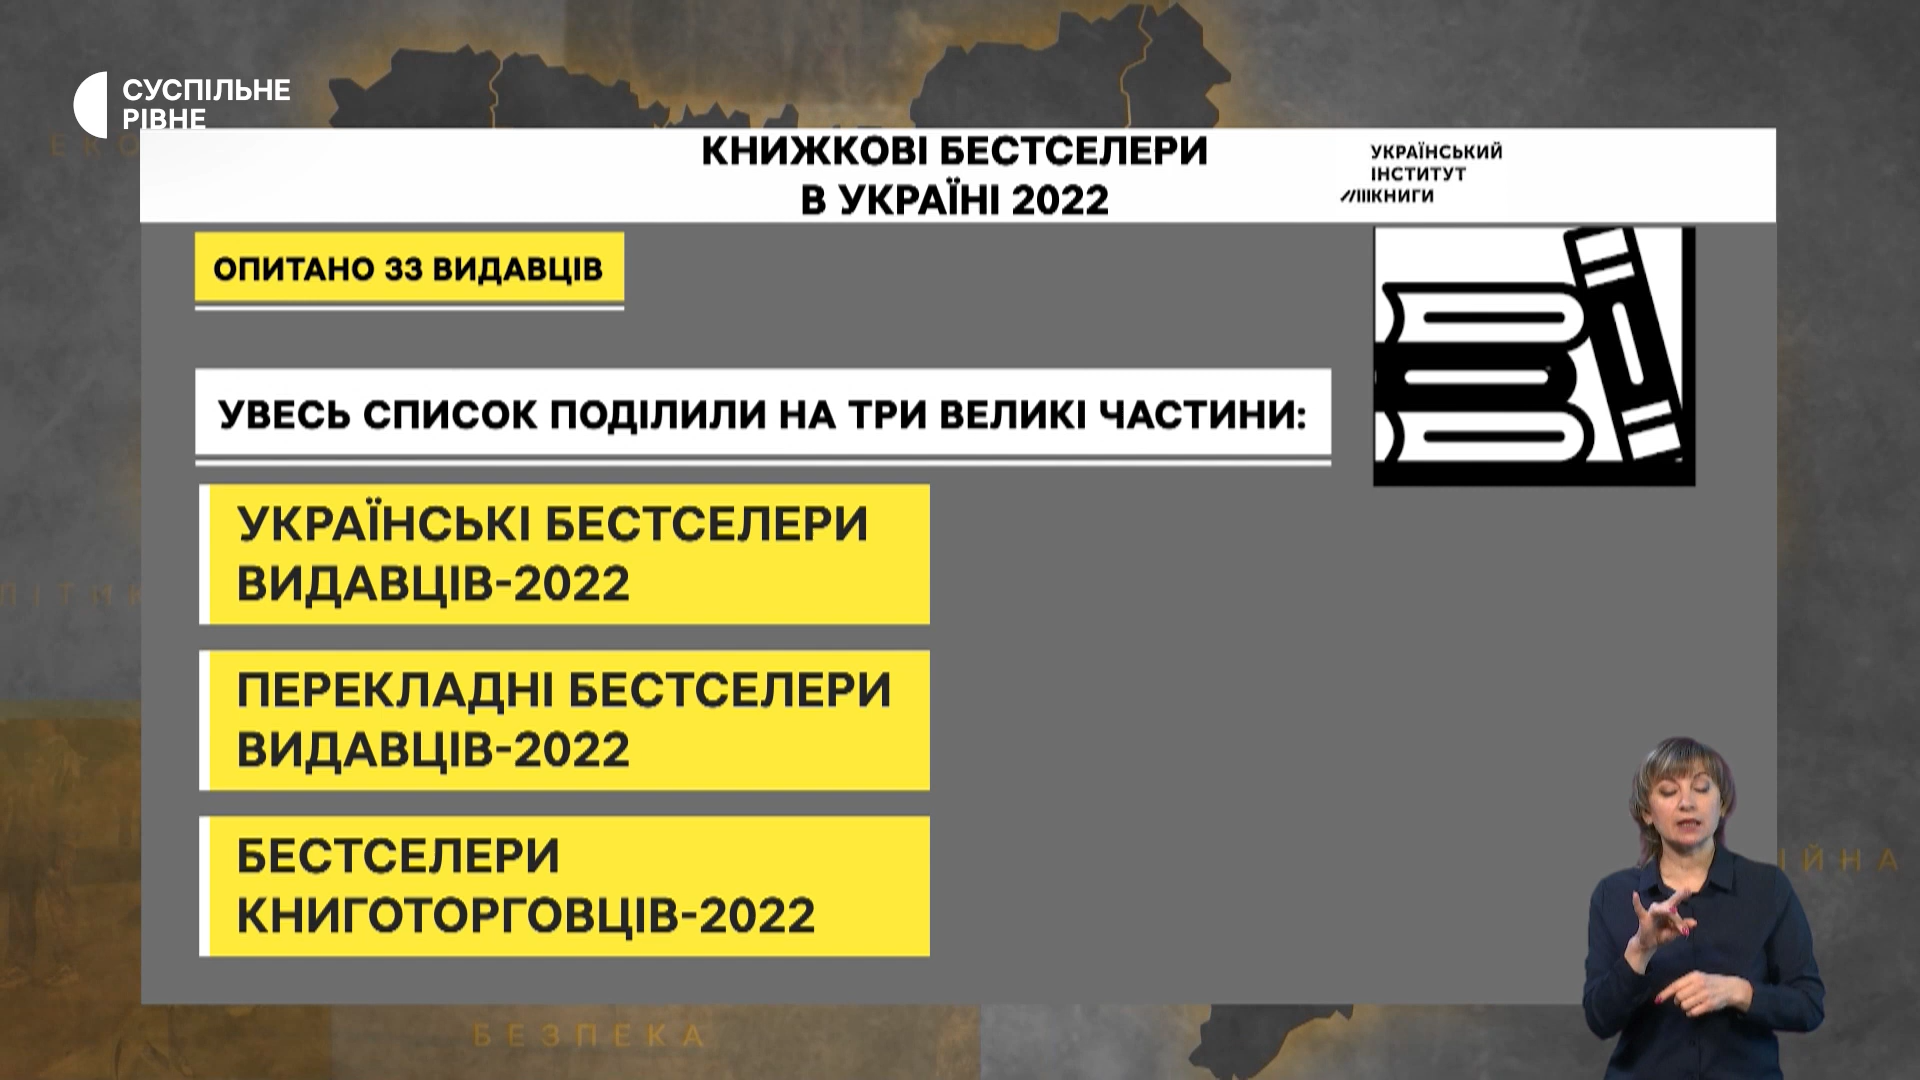 СУСПІЛЬНЕ
РІВНЕ
КНИЖКОВІ БЕСТСЕЛЕРИ
В УКРАЇНІ 2022
УКРАЇНСЬКИЙ
ІНСТИТУТ
КНИГИ
ОПИТАНО 33 ВИДАВЦІВ
УВЕСЬ СПИСОК ПОДІЛИЛИ НА ТРИ ВЕЛИКІ ЧАСТИНИ:
УКРАЇНСЬКІ БЕСТСЕЛЕРИ
ВИДАВЦІВ-2022
ПЕРЕКЛАДНІ БЕСТСЕЛЕРИ
ВИДАВЦІВ-2022
БЕСТСЕЛЕРИ
КНИГОТОРГОВЦІВ-2022
БЕЗПЕКА